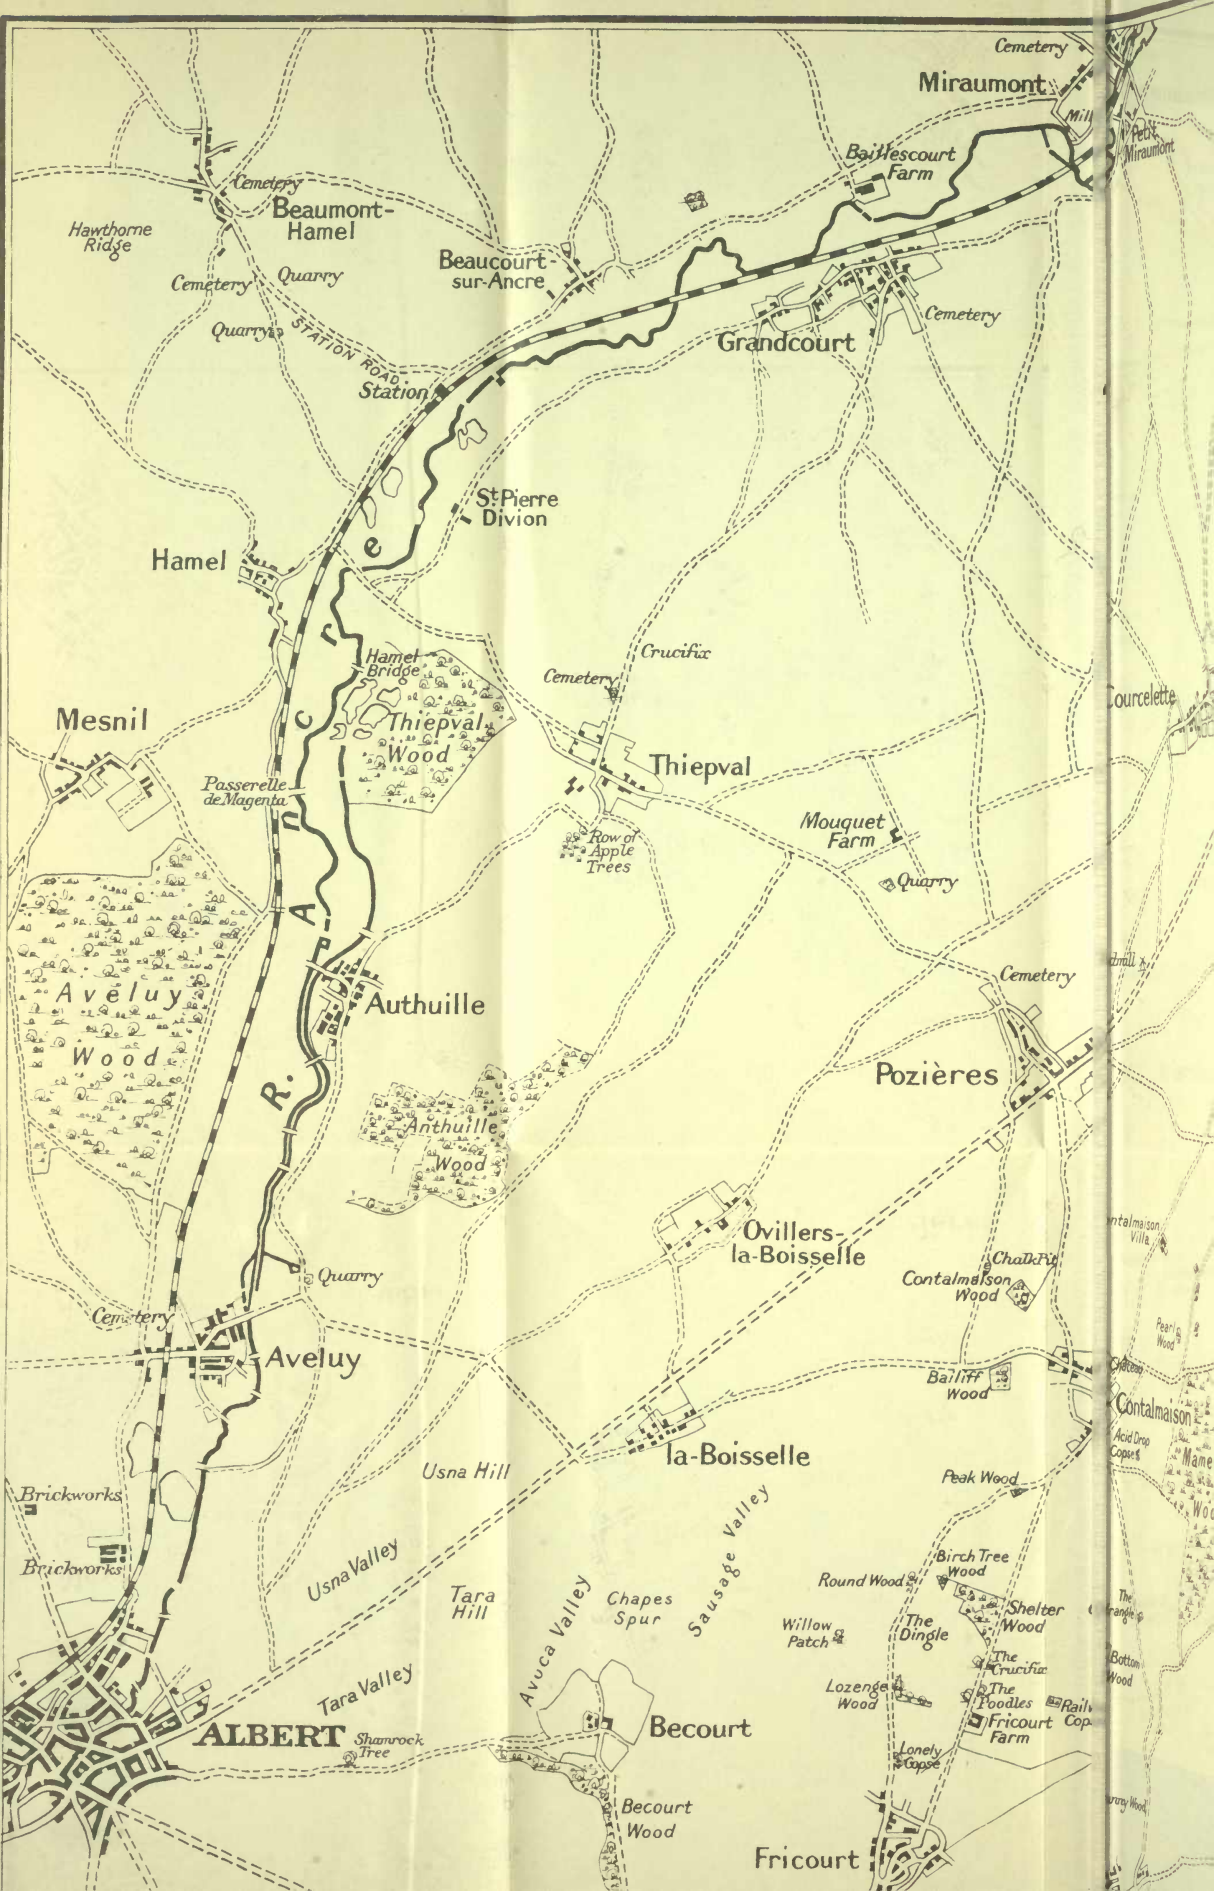 Cemetery
Miraumont
Mill
Petit
Miraumont
Baillescourt
Farm
Cemetery
Beaumont-
Hamel
Hawthorne
Ridge
Beaucourt-
sur-Ancre
Cemetery
Quarry
Quarry
STATION ROAD
Station
Grandcourt
Cemetery
St. Pierre
Divion
Hamel
R. Ancre
Hamel
Bridge
Crucifix
Cemetery
Thiepval
Wood
Courcelette
Mesnil
Passerelle
de Magenta
Thiepval
Mouquet
Farm
Row of
Apple
Trees
Quarry
Aveluy
Wood
Authuille
Cemetery
Pozières
Anthuille
Wood
Ovillers-
la-Boisselle
Chalk Pit
Contalmaison
Wood
Quarry
Cemetery
Aveluy
Pearl
Wood
Bailiff
Wood
Château
Contalmaison
Acid Drop
Copse
la-Boisselle
Usna Hill
Peak Wood
Brickworks
Brickworks
Usna Valley
Sausage Valley
Birch Tree
Wood
Round Wood
Tara
Hill
Avuca Valley
Chapes
Spur
Shelter
Wood
Willow
Patch
The
Dingle
The
Bottom
Wood
The
Crucifix
Tara Valley
Lozenge
Wood
The
Poodles
Fricourt
Farm
ALBERT
Shamrock
Tree
Becourt
Lonely
Copse
Becourt
Wood
Fricourt